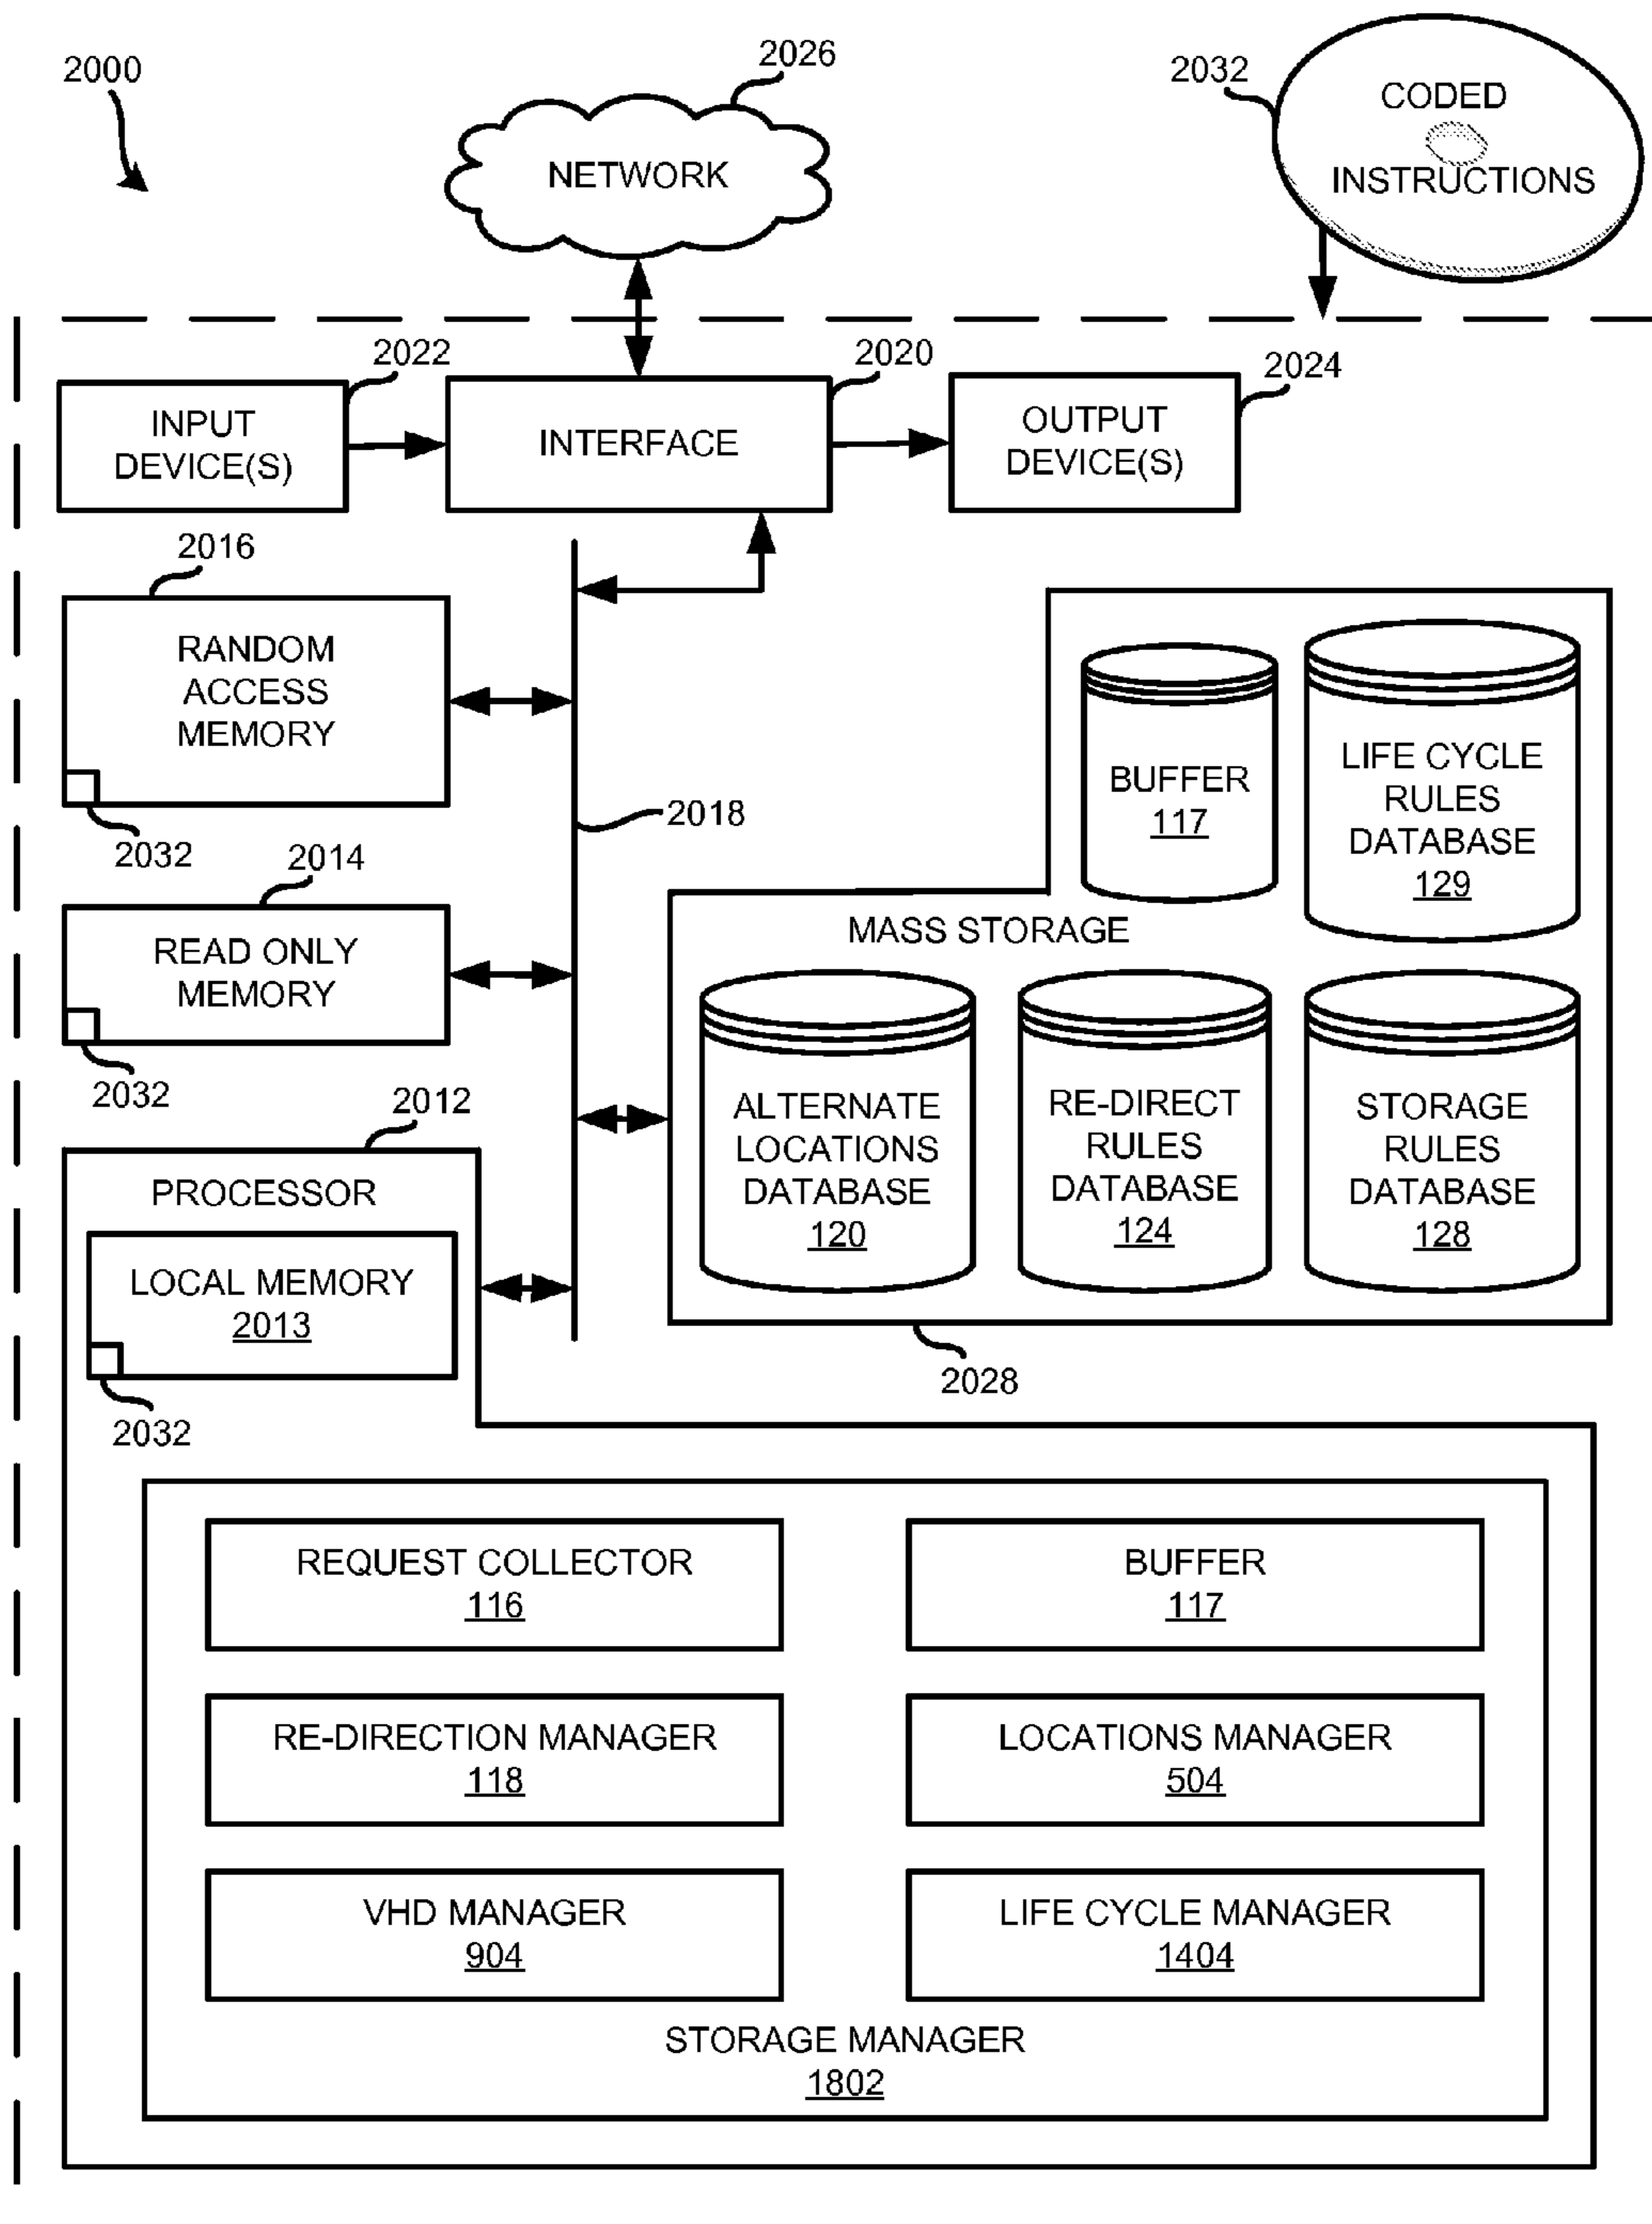 2000
2026
NETWORK
2032
CODED
INSTRUCTIONS
2022
INPUT
DEVICE(S)
2020
INTERFACE
2024
OUTPUT
DEVICE(S)
2016
RANDOM
ACCESS
MEMORY
2032
2018
2014
READ ONLY
MEMORY
2032
BUFFER
117
LIFE CYCLE
RULES
DATABASE
129
MASS STORAGE
ALTERNATE
LOCATIONS
DATABASE
120
RE-DIRECT
RULES
DATABASE
124
STORAGE
RULES
DATABASE
128
2028
2012
PROCESSOR
LOCAL MEMORY
2013
2032
REQUEST COLLECTOR
116
BUFFER
117
RE-DIRECTION MANAGER
118
LOCATIONS MANAGER
504
VHD MANAGER
904
LIFE CYCLE MANAGER
1404
STORAGE MANAGER
1802